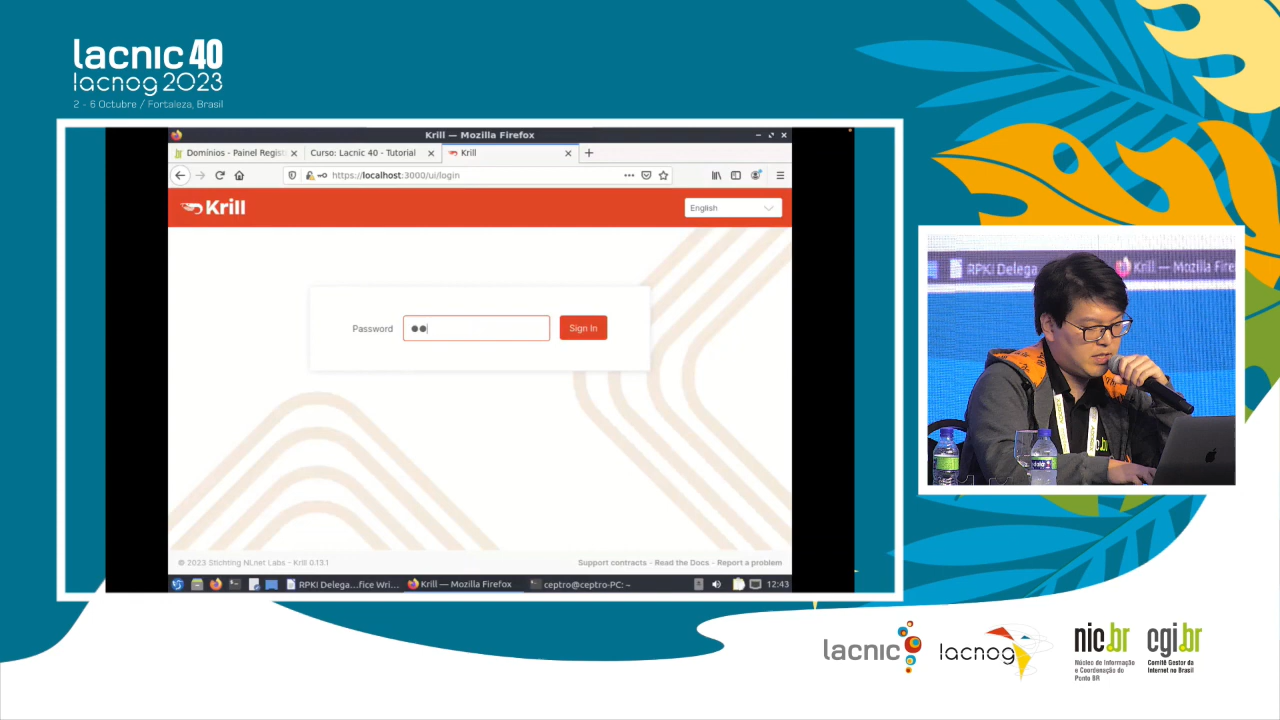 lacnic 40
lacnog 2023
2 - 6 Octubre / Fortaleza, Brasil
Krill — Mozilla Firefox
Domínios - Painel Regist
Curso: Lacnic 40 - Tutorial
Krill
https://localhost:3000/ui/login
Krill
English
Password
Sign In
© 2023 Stichting NLnet Labs - Krill 0.13.1
Support contracts - Read the Docs - Report a problem
RPKI Delega...fice Wri...
Krill — Mozilla Firefox
ceptro@ceptro-PC: ~
12:43
RPKI Delega
Krill — Mozilla Fire
lacnic
lacnog
nic.br
Núcleo de Informação
e Coordenação do
Ponto BR
cgi.br
Comitê Gestor da
Internet no Brasil